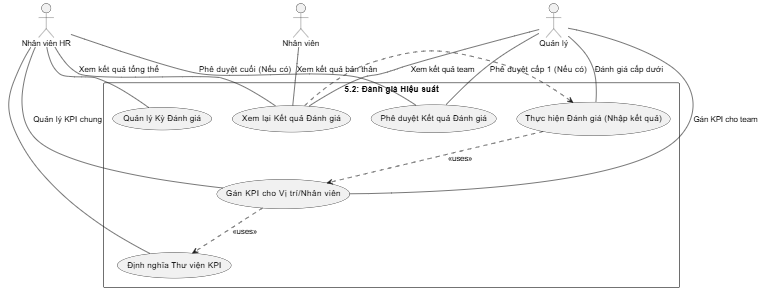 Nhân viên HR
Nhân viên
Quản lý
Xem kết quả tổng thể
Phê duyệt cuối (Nếu có)
Xem kết quả bản thân
Xem kết quả team
Phê duyệt cấp 1 (Nếu có)
Đánh giá cấp dưới
5.2: Đánh giá Hiệu suất
Quản lý KPI chung
Quản lý Kỳ Đánh giá
Xem lại Kết quả Đánh giá
Phê duyệt Kết quả Đánh giá
Thực hiện Đánh giá (Nhập kết quả)
Gán KPI cho team
«uses»
Gán KPI cho Vị trí/Nhân viên
«uses»
Định nghĩa Thư viện KPI